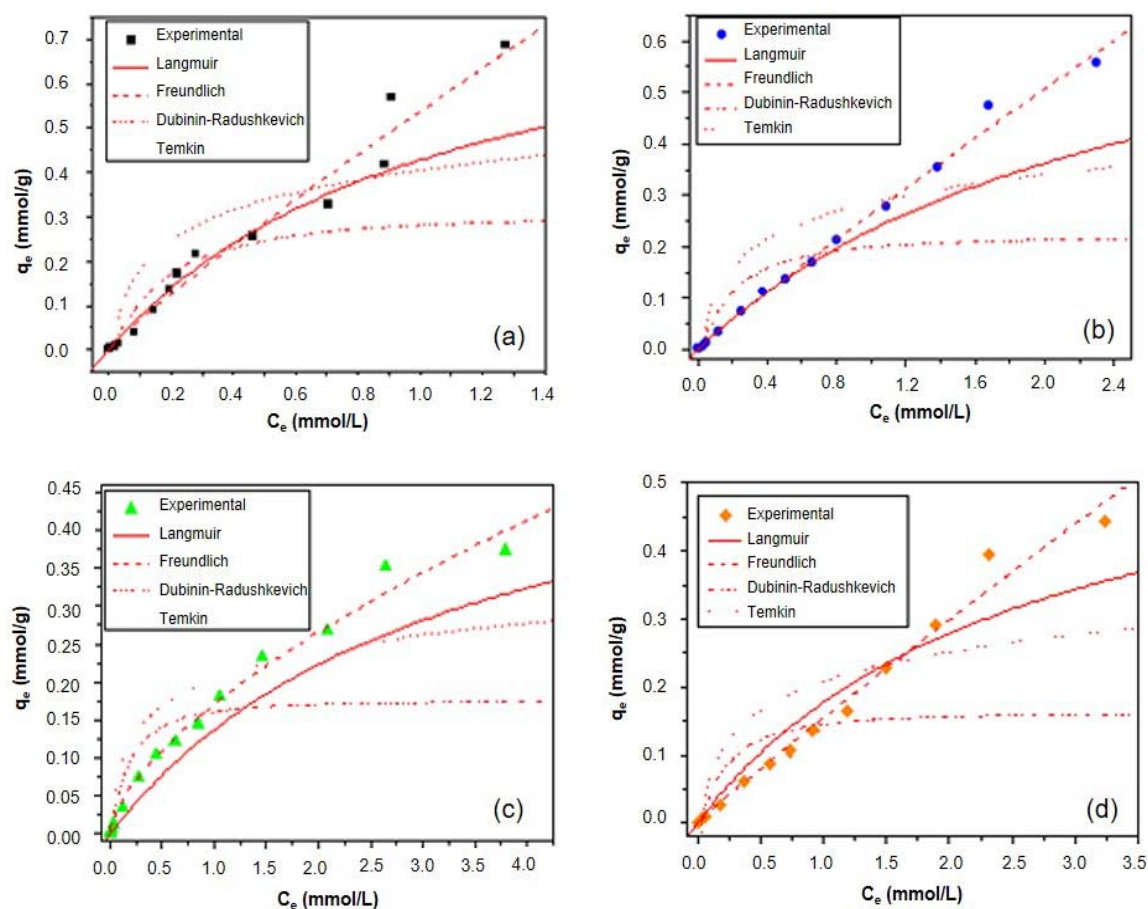 0.7
0.6
0.5
0.4
0.3
0.2
0.1
0.0
qe (mmol/g)
Experimental
Langmuir
Freundlich
Dubinin-Radushkevich
Temkin
(a)
0.0 0.2 0.4 0.6 0.8 1.0 1.2 1.4
Ce (mmol/L)
0.6
0.5
0.4
0.3
0.2
0.1
0.0
qe (mmol/g)
Experimental
Langmuir
Freundlich
Dubinin-Radushkevich
Temkin
(b)
0.0 0.4 0.8 1.2 1.6 2.0 2.4
Ce (mmol/L)
0.45
0.40
0.35
0.30
0.25
0.20
0.15
0.10
0.05
0.00
qe (mmol/g)
Experimental
Langmuir
Freundlich
Dubinin-Radushkevich
Temkin
(c)
0.0 0.5 1.0 1.5 2.0 2.5 3.0 3.5 4.0
Ce (mmol/L)
0.5
0.4
0.3
0.2
0.1
0.0
qe (mmol/g)
Experimental
Langmuir
Freundlich
Dubinin-Radushkevich
Temkin
(d)
0.0 0.5 1.0 1.5 2.0 2.5 3.0 3.5
Ce (mmol/L)